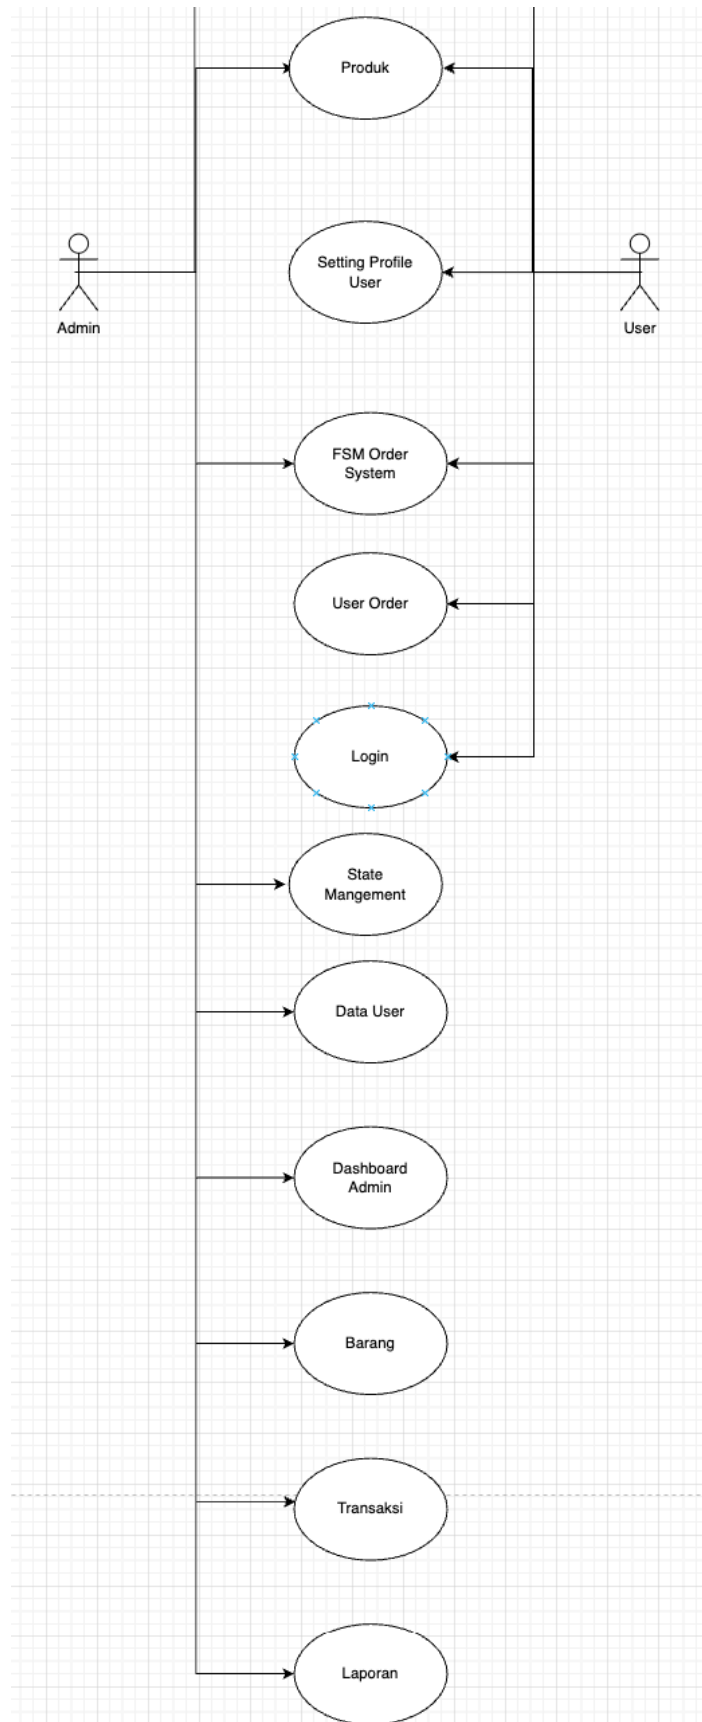 Produk
Setting Profile
User
Admin
User
FSM Order
System
User Order
Login
State
Mangement
Data User
Dashboard
Admin
Barang
Transaksi
Laporan